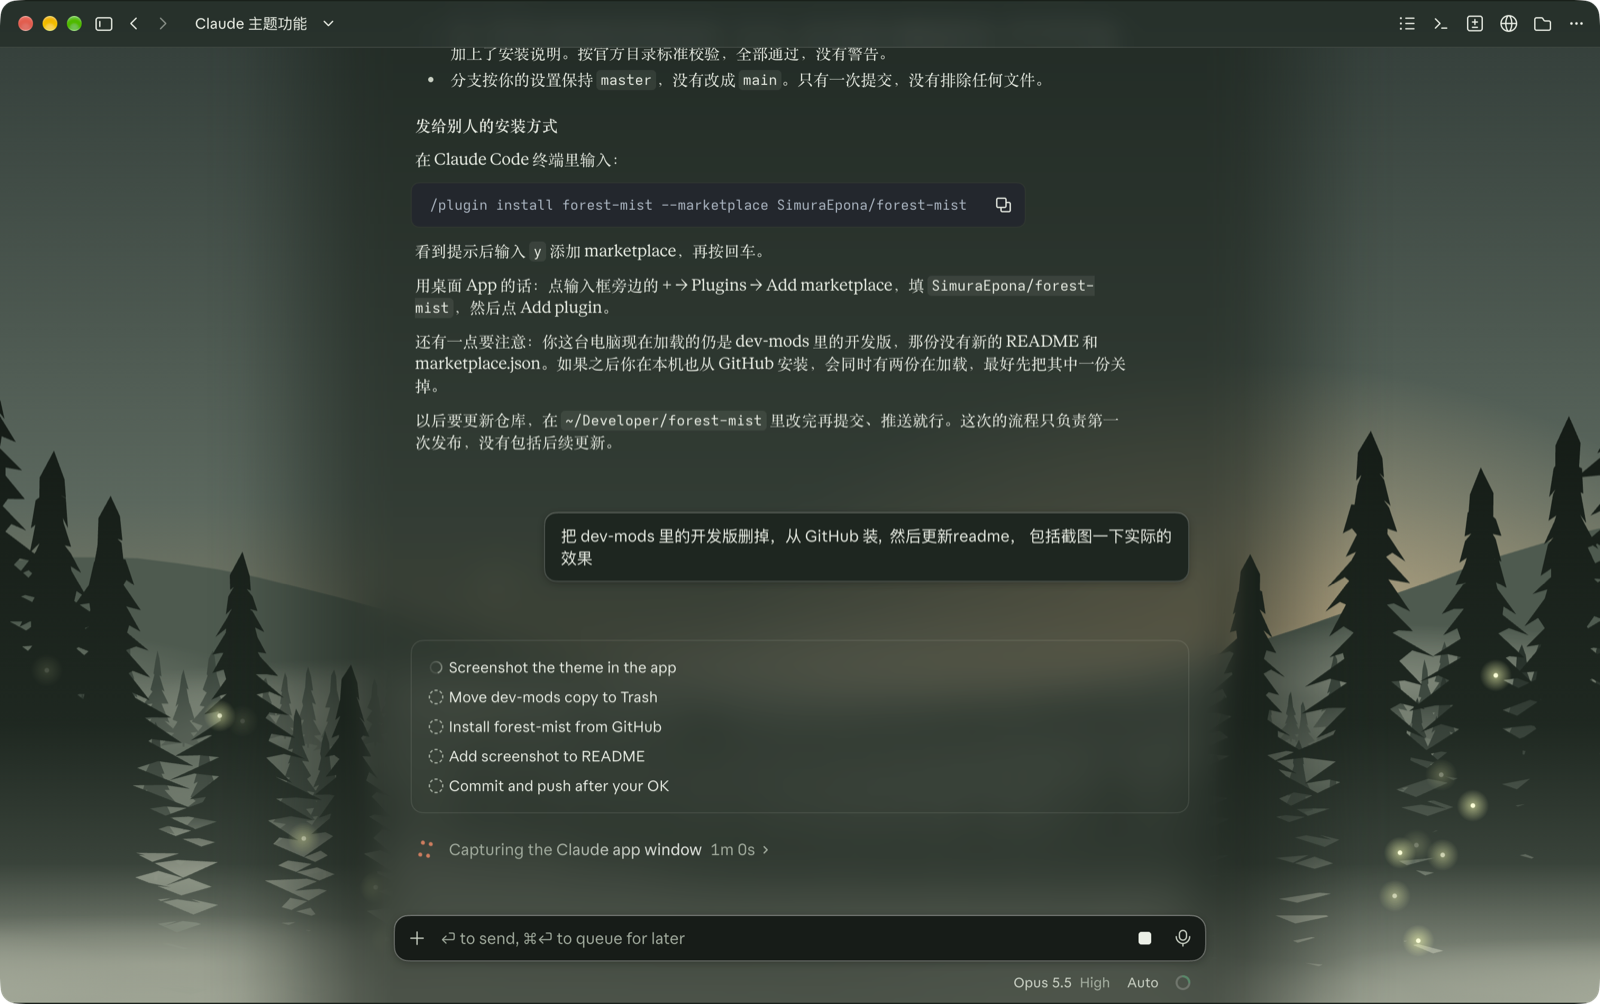 Claude 主题功能
加上了安装说明。按官方目录标准校验，全部通过，没有警告。
• 分支按你的设置保持 master，没有改成 main。只有一次提交，没有排除任何文件。
发给别人的安装方式
在 Claude Code 终端里输入：
/plugin install forest-mist --marketplace SimuraEpona/forest-mist
看到提示后输入 y 添加 marketplace，再按回车。
用桌面 App 的话：点输入框旁边的 + → Plugins → Add marketplace，填 SimuraEpona/forest-
mist，然后点 Add plugin。
还有一点要注意：你这台电脑现在加载的仍是 dev-mods 里的开发版，那份没有新的 README 和
marketplace.json。如果之后你在本机也从 GitHub 安装，会同时有两份在加载，最好先把其中一份关
掉。
以后要更新仓库，在 ~/Developer/forest-mist 里改完再提交、推送就行。这次的流程只负责第一
次发布，没有包括后续更新。
把 dev-mods 里的开发版删掉，从 GitHub 装, 然后更新readme， 包括截图一下实际的
效果
Screenshot the theme in the app
Move dev-mods copy to Trash
Install forest-mist from GitHub
Add screenshot to README
Commit and push after your OK
Capturing the Claude app window 1m 0s ›
⏎ to send, ⌘⏎ to queue for later
Opus 5.5 High Auto